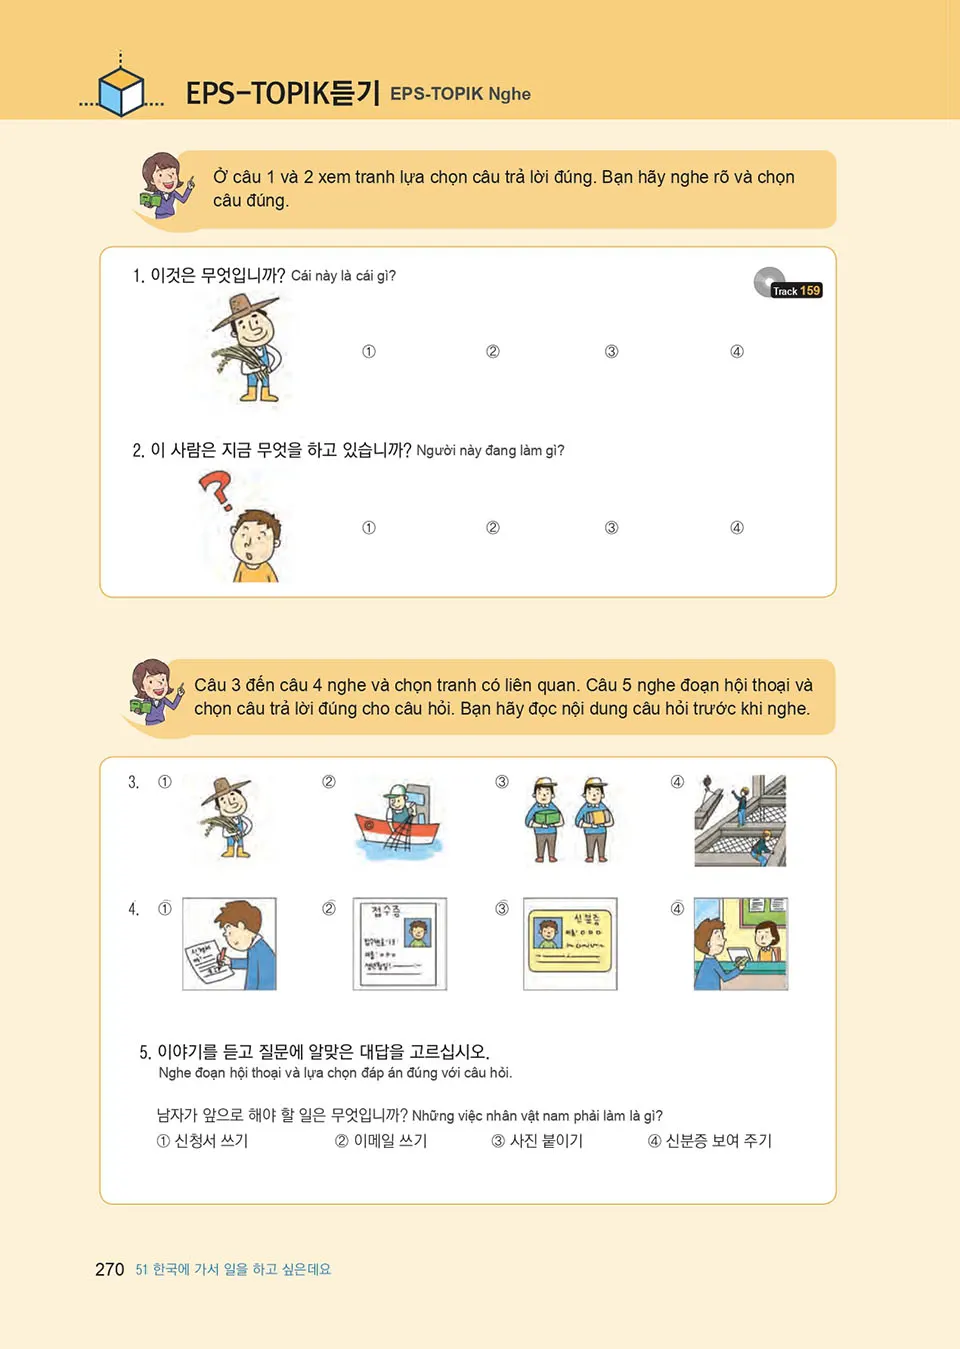 EPS-TOPIK듣기 EPS-TOPIK Nghe
Ở câu 1 và 2 xem tranh lựa chọn câu trả lời đúng. Bạn hãy nghe rõ và chọn
câu đúng.
1. 이것은 무엇입니까? Cái này là cái gì?
Track 159
① ② ③ ④
2. 이 사람은 지금 무엇을 하고 있습니까? Người này đang làm gì?
① ② ③ ④
Câu 3 đến câu 4 nghe và chọn tranh có liên quan. Câu 5 nghe đoạn hội thoại và
chọn câu trả lời đúng cho câu hỏi. Bạn hãy đọc nội dung câu hỏi trước khi nghe.
3. ① ② ③ ④
4. ① ② ③ ④
신청서
접수증
신분증
5. 이야기를 듣고 질문에 알맞은 대답을 고르십시오.
Nghe đoạn hội thoại và lựa chọn đáp án đúng với câu hỏi.
남자가 앞으로 해야 할 일은 무엇입니까? Những việc nhân vật nam phải làm là gì?
① 신청서 쓰기 ② 이메일 쓰기 ③ 사진 붙이기 ④ 신분증 보여 주기
270 51 한국에 가서 일을 하고 싶은데요